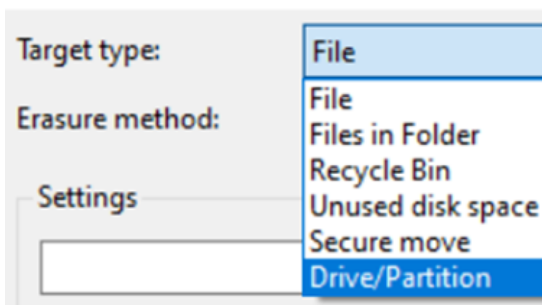 Target type:
File
File
Files in Folder
Erasure method:
Recycle Bin
Settings
Unused disk space
Secure move
Drive/Partition